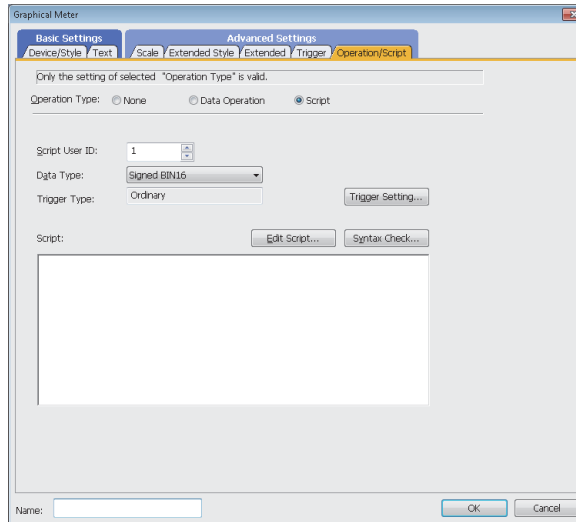 Graphical Meter
Basic Settings Advanced Settings
Device/Style Text Scale Extended Style Extended Trigger Operation/Script
Only the setting of selected "Operation Type" is valid.
Operation Type: None Data Operation Script
Script User ID: 1
Data Type: Signed BIN16
Trigger Type: Ordinary Trigger Setting...
Script: Edit Script... Syntax Check...
Name: OK Cancel